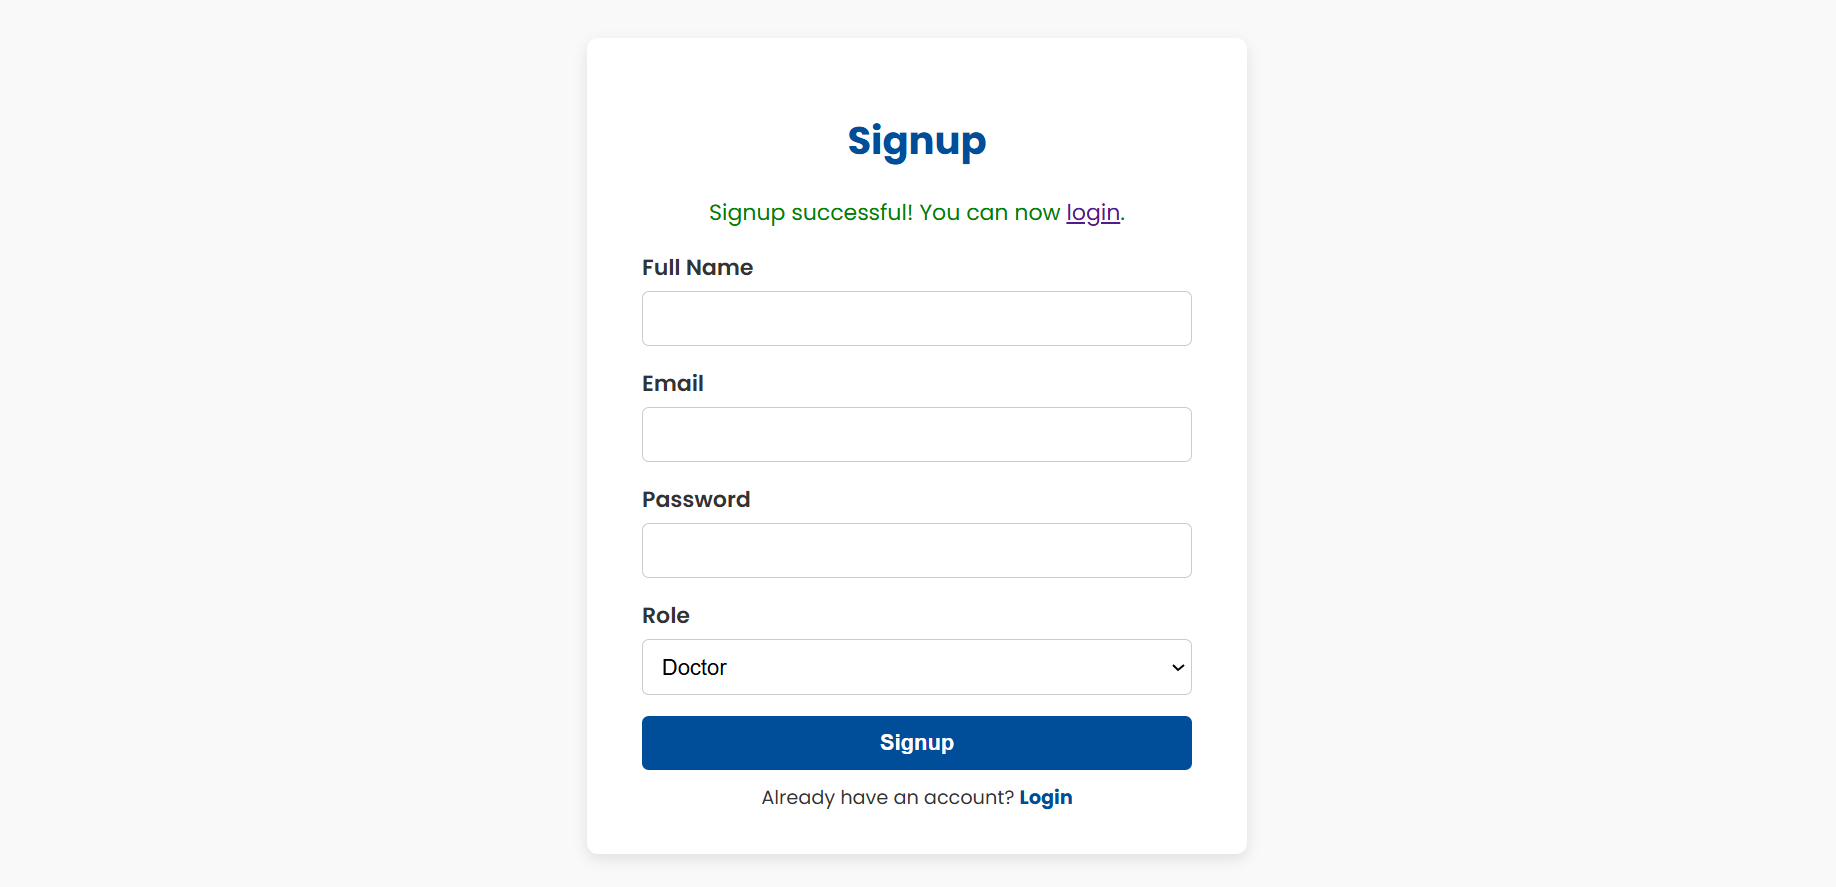 Signup
Signup successful! You can now login.
Full Name
Email
Password
Role
Doctor
Signup
Already have an account? Login